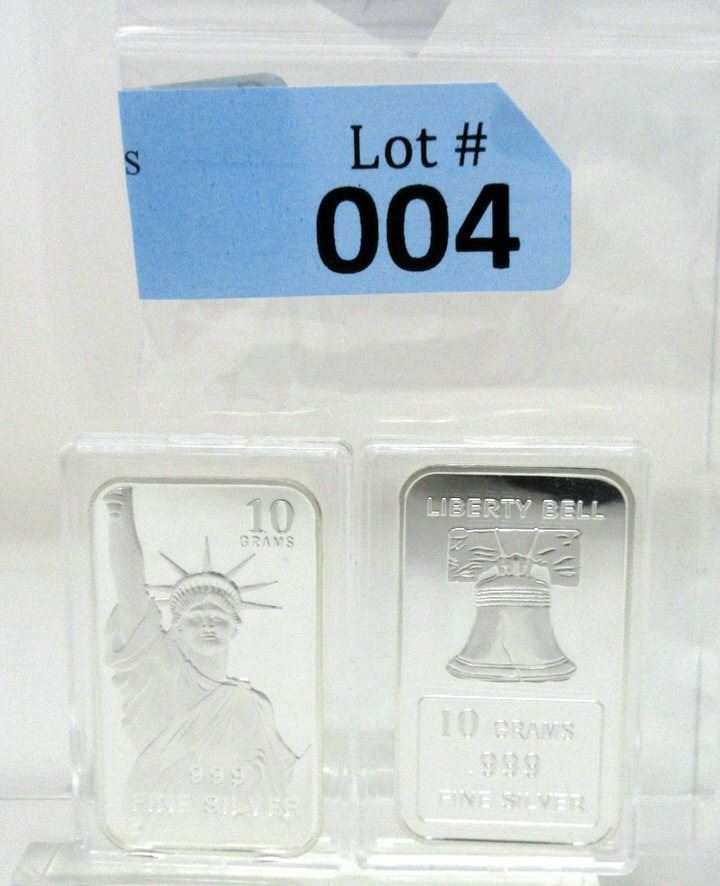 s
Lot #
004
10
GRAMS
999
FINE SILVER
LIBERTY BELL
10 GRAMS
.999
FINE SILVER